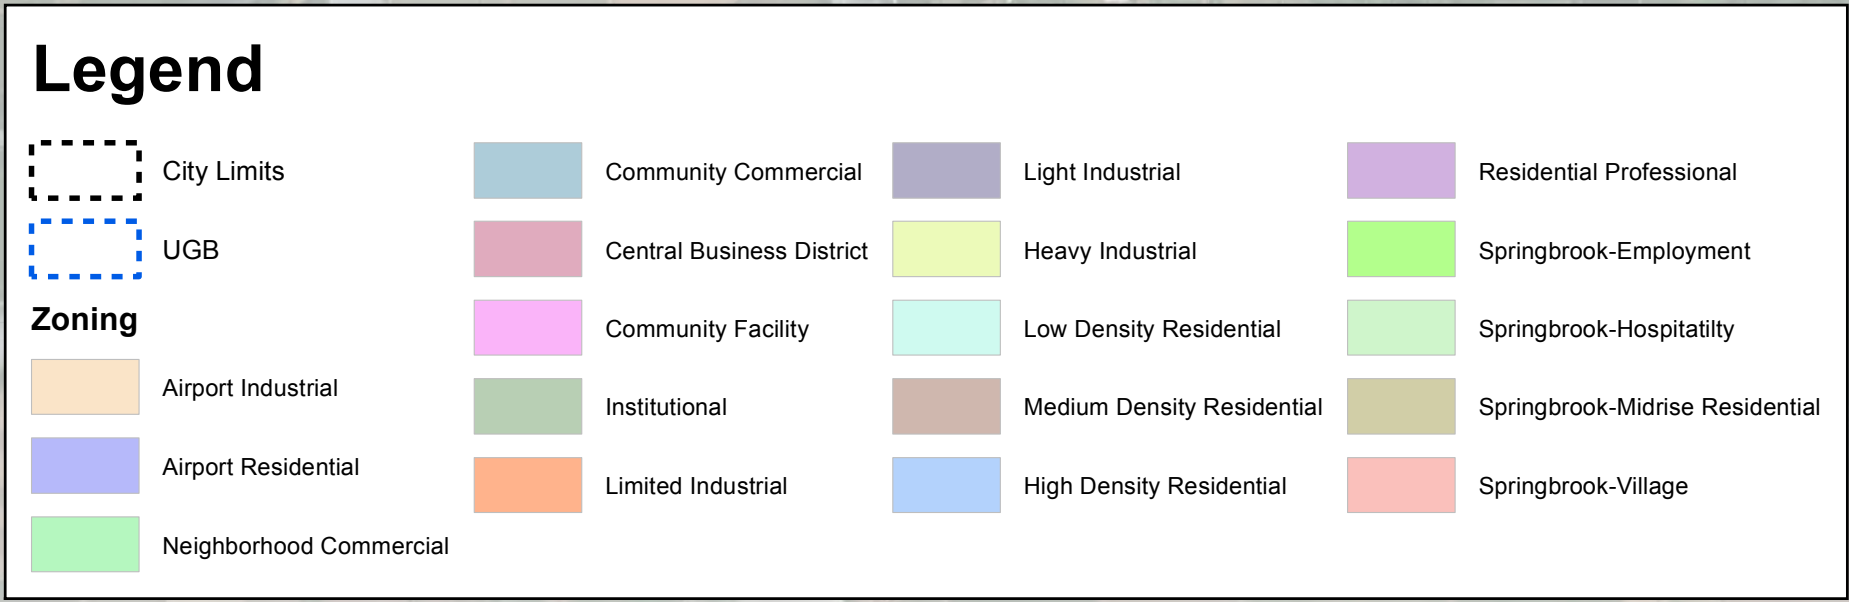 Legend
City Limits
UGB
Zoning
Airport Industrial
Airport Residential
Neighborhood Commercial
Community Commercial
Central Business District
Community Facility
Institutional
Limited Industrial
Light Industrial
Heavy Industrial
Low Density Residential
Medium Density Residential
High Density Residential
Residential Professional
Springbrook-Employment
Springbrook-Hospitatilty
Springbrook-Midrise Residential
Springbrook-Village